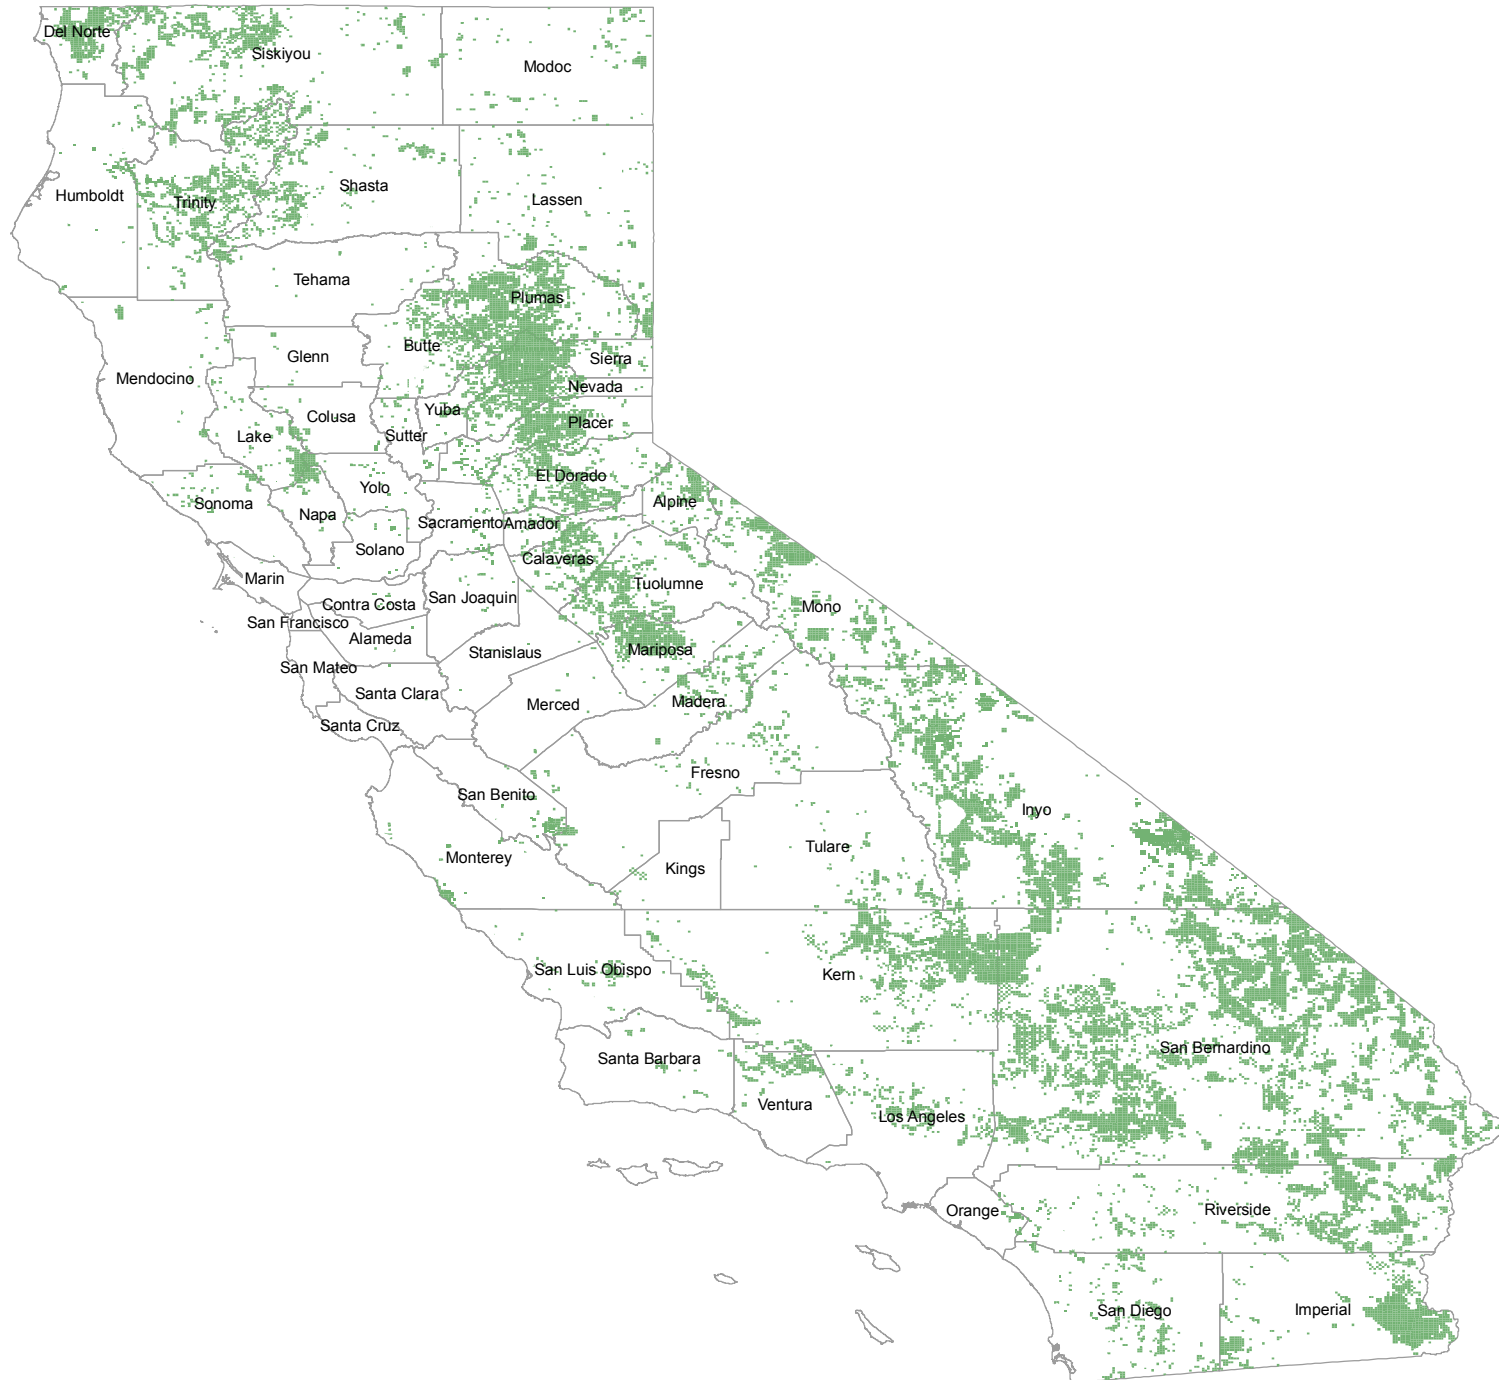 Del Norte
Siskiyou
Modoc
Humboldt
Trinity
Shasta
Lassen
Tehama
Plumas
Mendocino
Glenn
Butte
Sierra
Nevada
Lake
Colusa
Sutter
Yuba
Placer
Sonoma
Napa
Yolo
El Dorado
Alpine
Sacramento
Amador
Solano
Calaveras
Marin
Contra Costa
San Joaquin
Tuolumne
Mono
San Francisco
Alameda
Stanislaus
Mariposa
San Mateo
Santa Clara
Merced
Madera
Santa Cruz
Fresno
San Benito
Inyo
Monterey
Kings
Tulare
San Luis Obispo
Kern
San Bernardino
Santa Barbara
Ventura
Los Angeles
Orange
Riverside
San Diego
Imperial